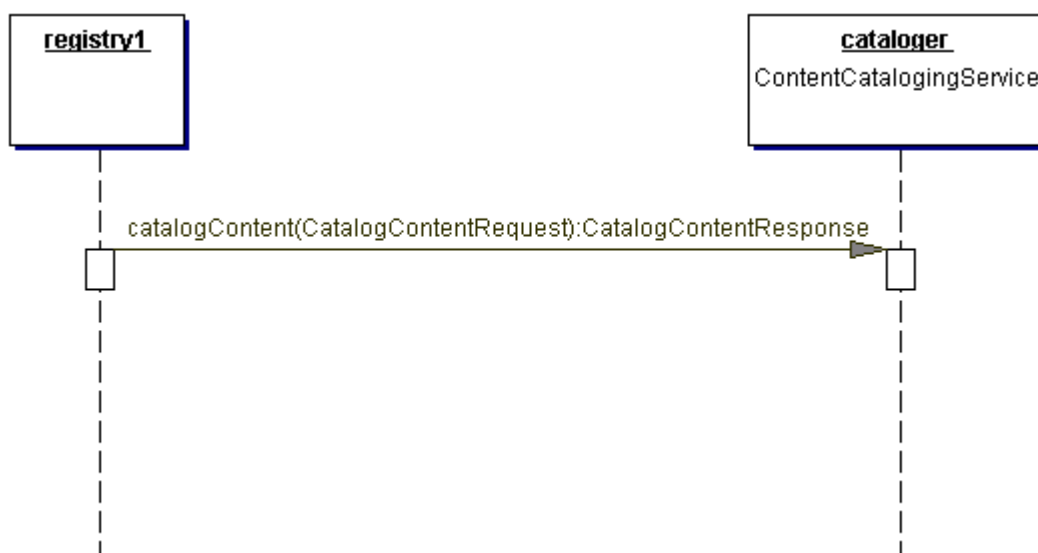 registry1
cataloger
ContentCatalogingService
catalogContent(CatalogContentRequest):CatalogContentResponse